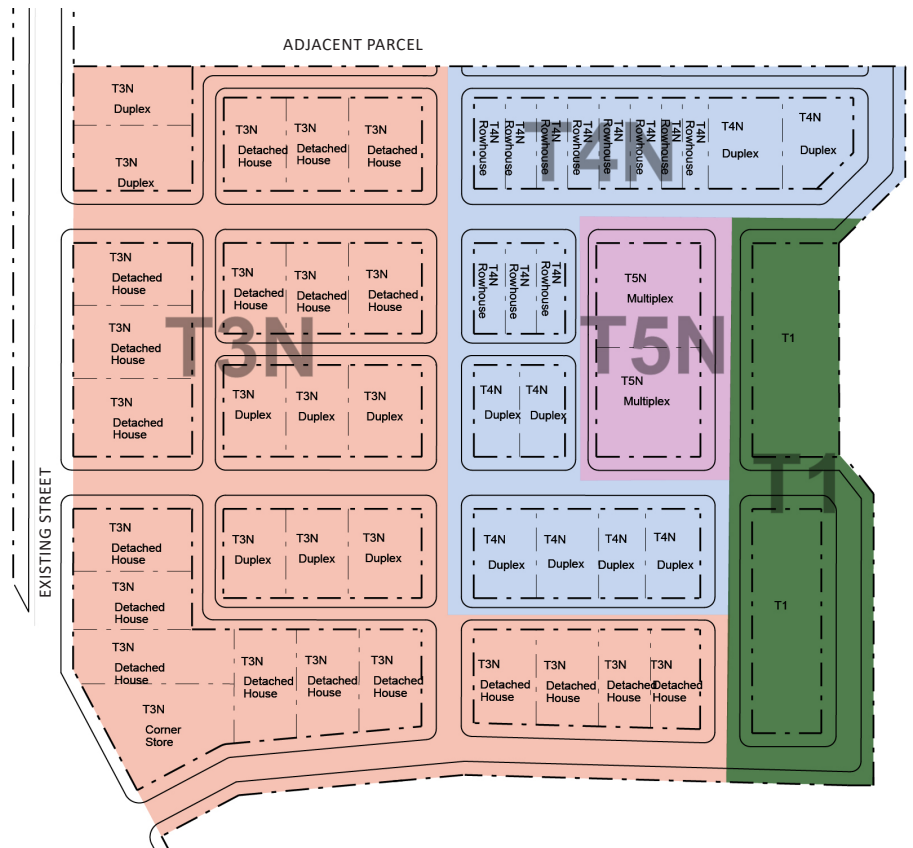 ADJACENT PARCEL
EXISTING STREET
T3N
Duplex
T3N
Duplex
T3N
Detached
House
T3N
Detached
House
T3N
Detached
House
T4N
Rowhouse
T4N
Rowhouse
T4N
Rowhouse
T4N
Rowhouse
T4N
Rowhouse
T4N
Rowhouse
T4N
Rowhouse
T4N
Rowhouse
T4N
Duplex
T4N
Duplex
T4N
T3N
Detached
House
T3N
Detached
House
T3N
Detached
House
T3N
Detached
House
T3N
Detached
House
T3N
Detached
House
T3N
T4N
Rowhouse
T4N
Rowhouse
T4N
Rowhouse
T5N
Multiplex
T5N
T5N
Multiplex
T1
T3N
Duplex
T3N
Duplex
T3N
Duplex
T4N
Duplex
T4N
Duplex
T1
T3N
Detached
House
T3N
Detached
House
T3N
Detached
House
T3N
Corner
Store
T3N
Duplex
T3N
Duplex
T3N
Duplex
T4N
Duplex
T4N
Duplex
T4N
Duplex
T4N
Duplex
T1
T3N
Detached
House
T3N
Detached
House
T3N
Detached
House
T3N
Detached
House
T3N
Detached
House
T3N
Detached
House
T3N
Detached
House